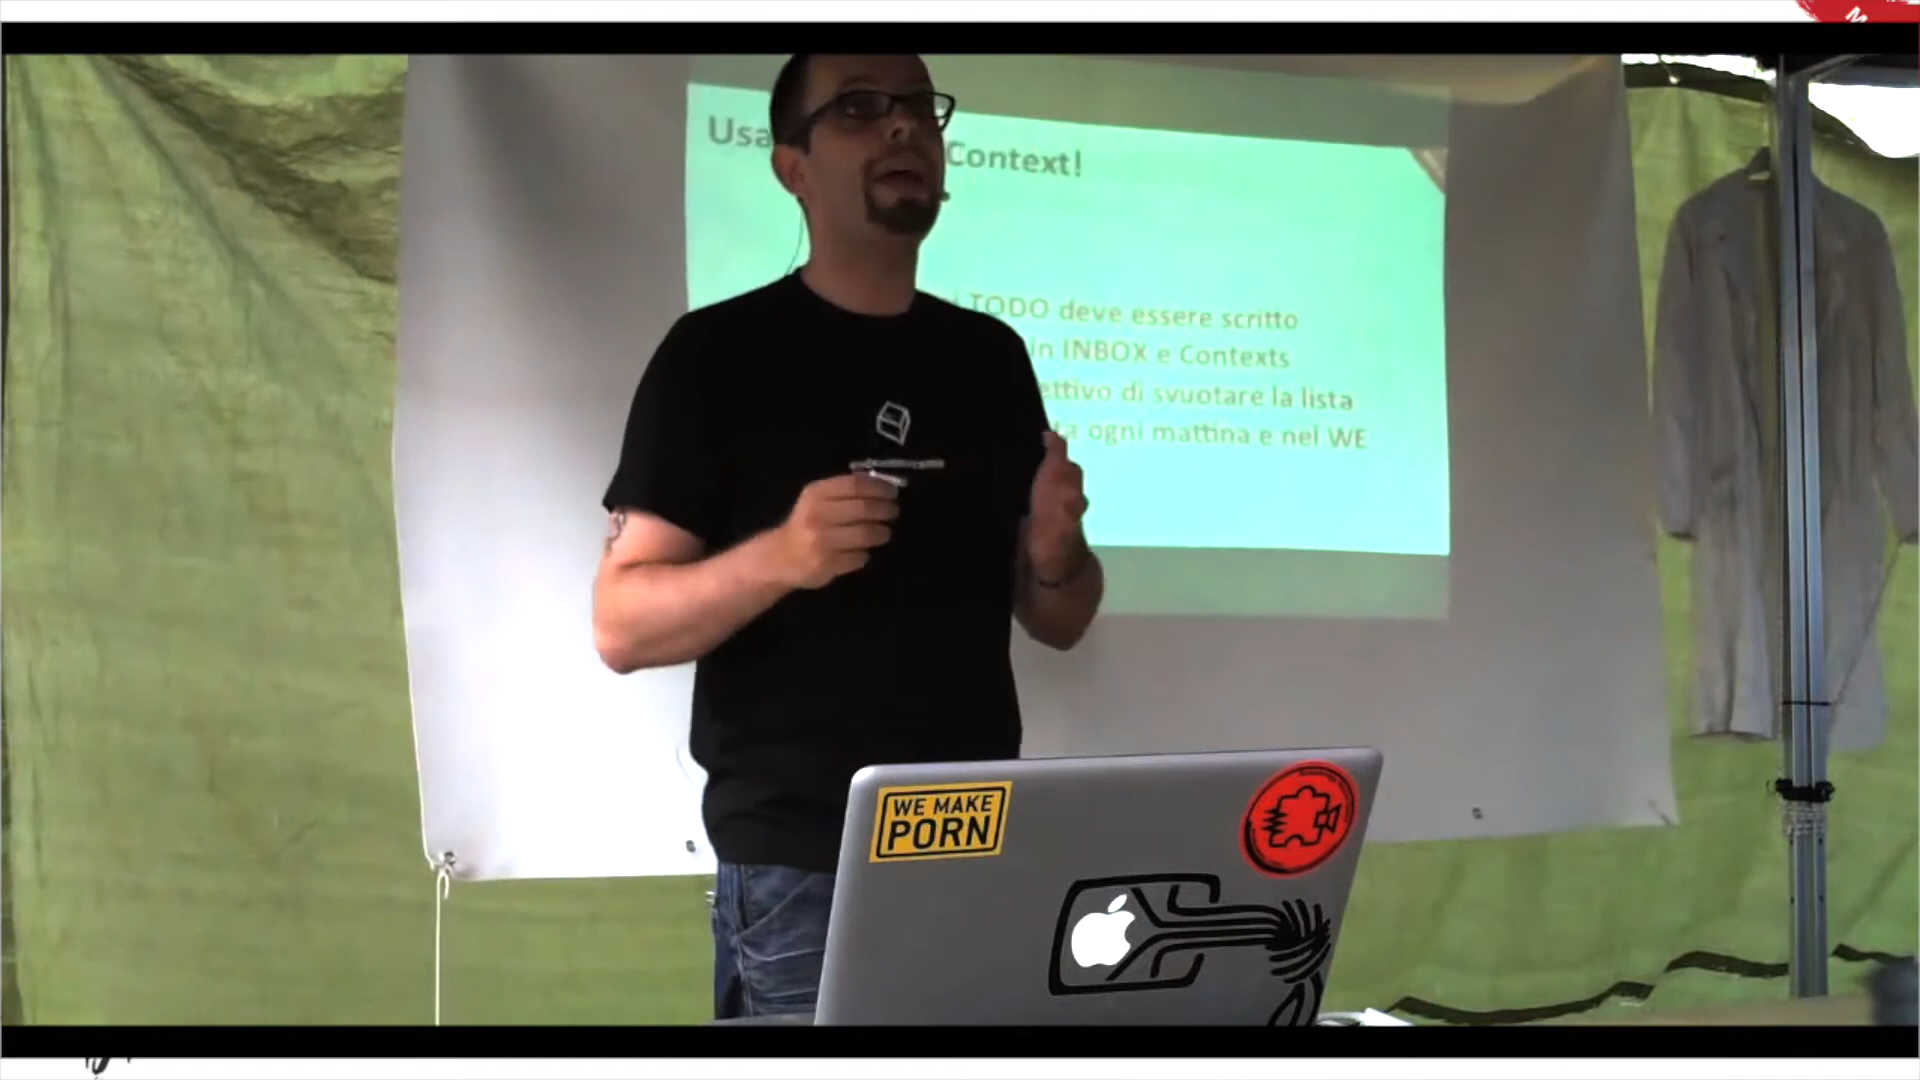 Usa Context!
TODO deve essere scritto
in INBOX e Contexts
ettivo di svuotare la lista
ta ogni mattina e nel WE
WE MAKE
PORN